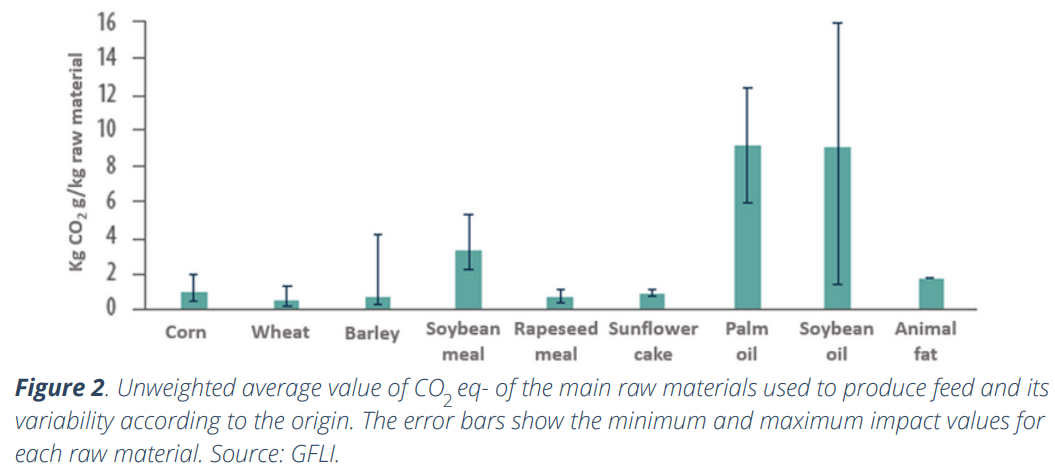 Kg CO2 g/kg raw material
16
14
12
10
8
6
4
2
0
Corn
Wheat
Barley
Soybean meal
Rapeseed meal
Sunflower cake
Palm oil
Soybean oil
Animal fat
Figure 2. Unweighted average value of CO2 eq- of the main raw materials used to produce feed and its
variability according to the origin. The error bars show the minimum and maximum impact values for
each raw material. Source: GFLI.